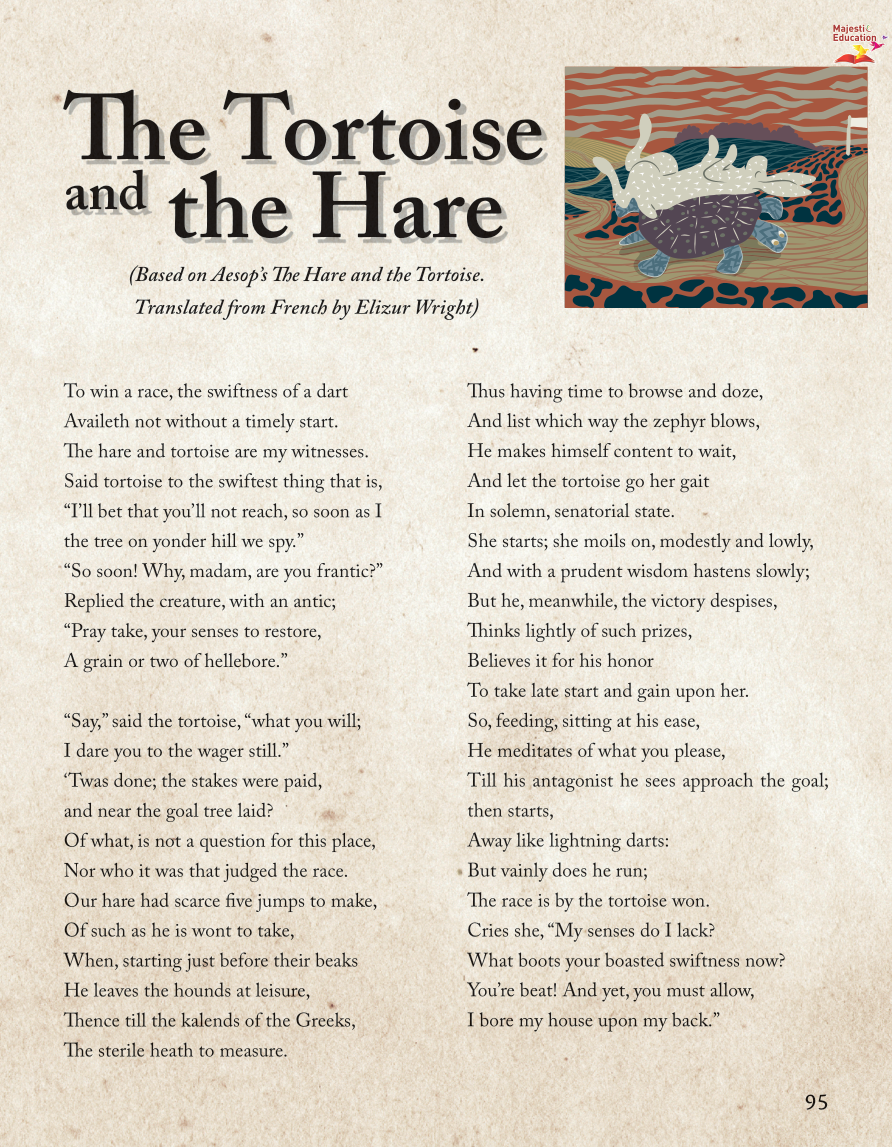 Majesti
Education
The Tortoise
and the Hare
(Based on Aesop's The Hare and the Tortoise.
Translated from French by Elizur Wright)
To win a race, the swiftness of a dart
Availeth not without a timely start.
The hare and tortoise are my witnesses.
Said tortoise to the swiftest thing that is,
“I’ll bet that you’ll not reach, so soon as I
the tree on yonder hill we spy.”
“So soon! Why, madam, are you frantic?”
Replied the creature, with an antic;
“Pray take, your senses to restore,
A grain or two of hellebore.”
“Say,” said the tortoise, “what you will;
I dare you to the wager still.”
‘Twas done; the stakes were paid,
and near the goal tree laid?
Of what, is not a question for this place,
Nor who it was that judged the race.
Our hare had scarce five jumps to make,
Of such as he is wont to take,
When, starting just before their beaks
He leaves the hounds at leisure,
Thence till the kalends of the Greeks,
The sterile heath to measure.
Thus having time to browse and doze,
And list which way the zephyr blows,
He makes himself content to wait,
And let the tortoise go her gait
In solemn, senatorial state.
She starts; she moils on, modestly and lowly,
And with a prudent wisdom hastens slowly;
But he, meanwhile, the victory despises,
Thinks lightly of such prizes,
Believes it for his honor
To take late start and gain upon her.
So, feeding, sitting at his ease,
He meditates of what you please,
Till his antagonist he sees approach the goal;
then starts,
Away like lightning darts:
But vainly does he run;
The race is by the tortoise won.
Cries she, “My senses do I lack?
What boots your boasted swiftness now?
You’re beat! And yet, you must allow,
I bore my house upon my back.”
95